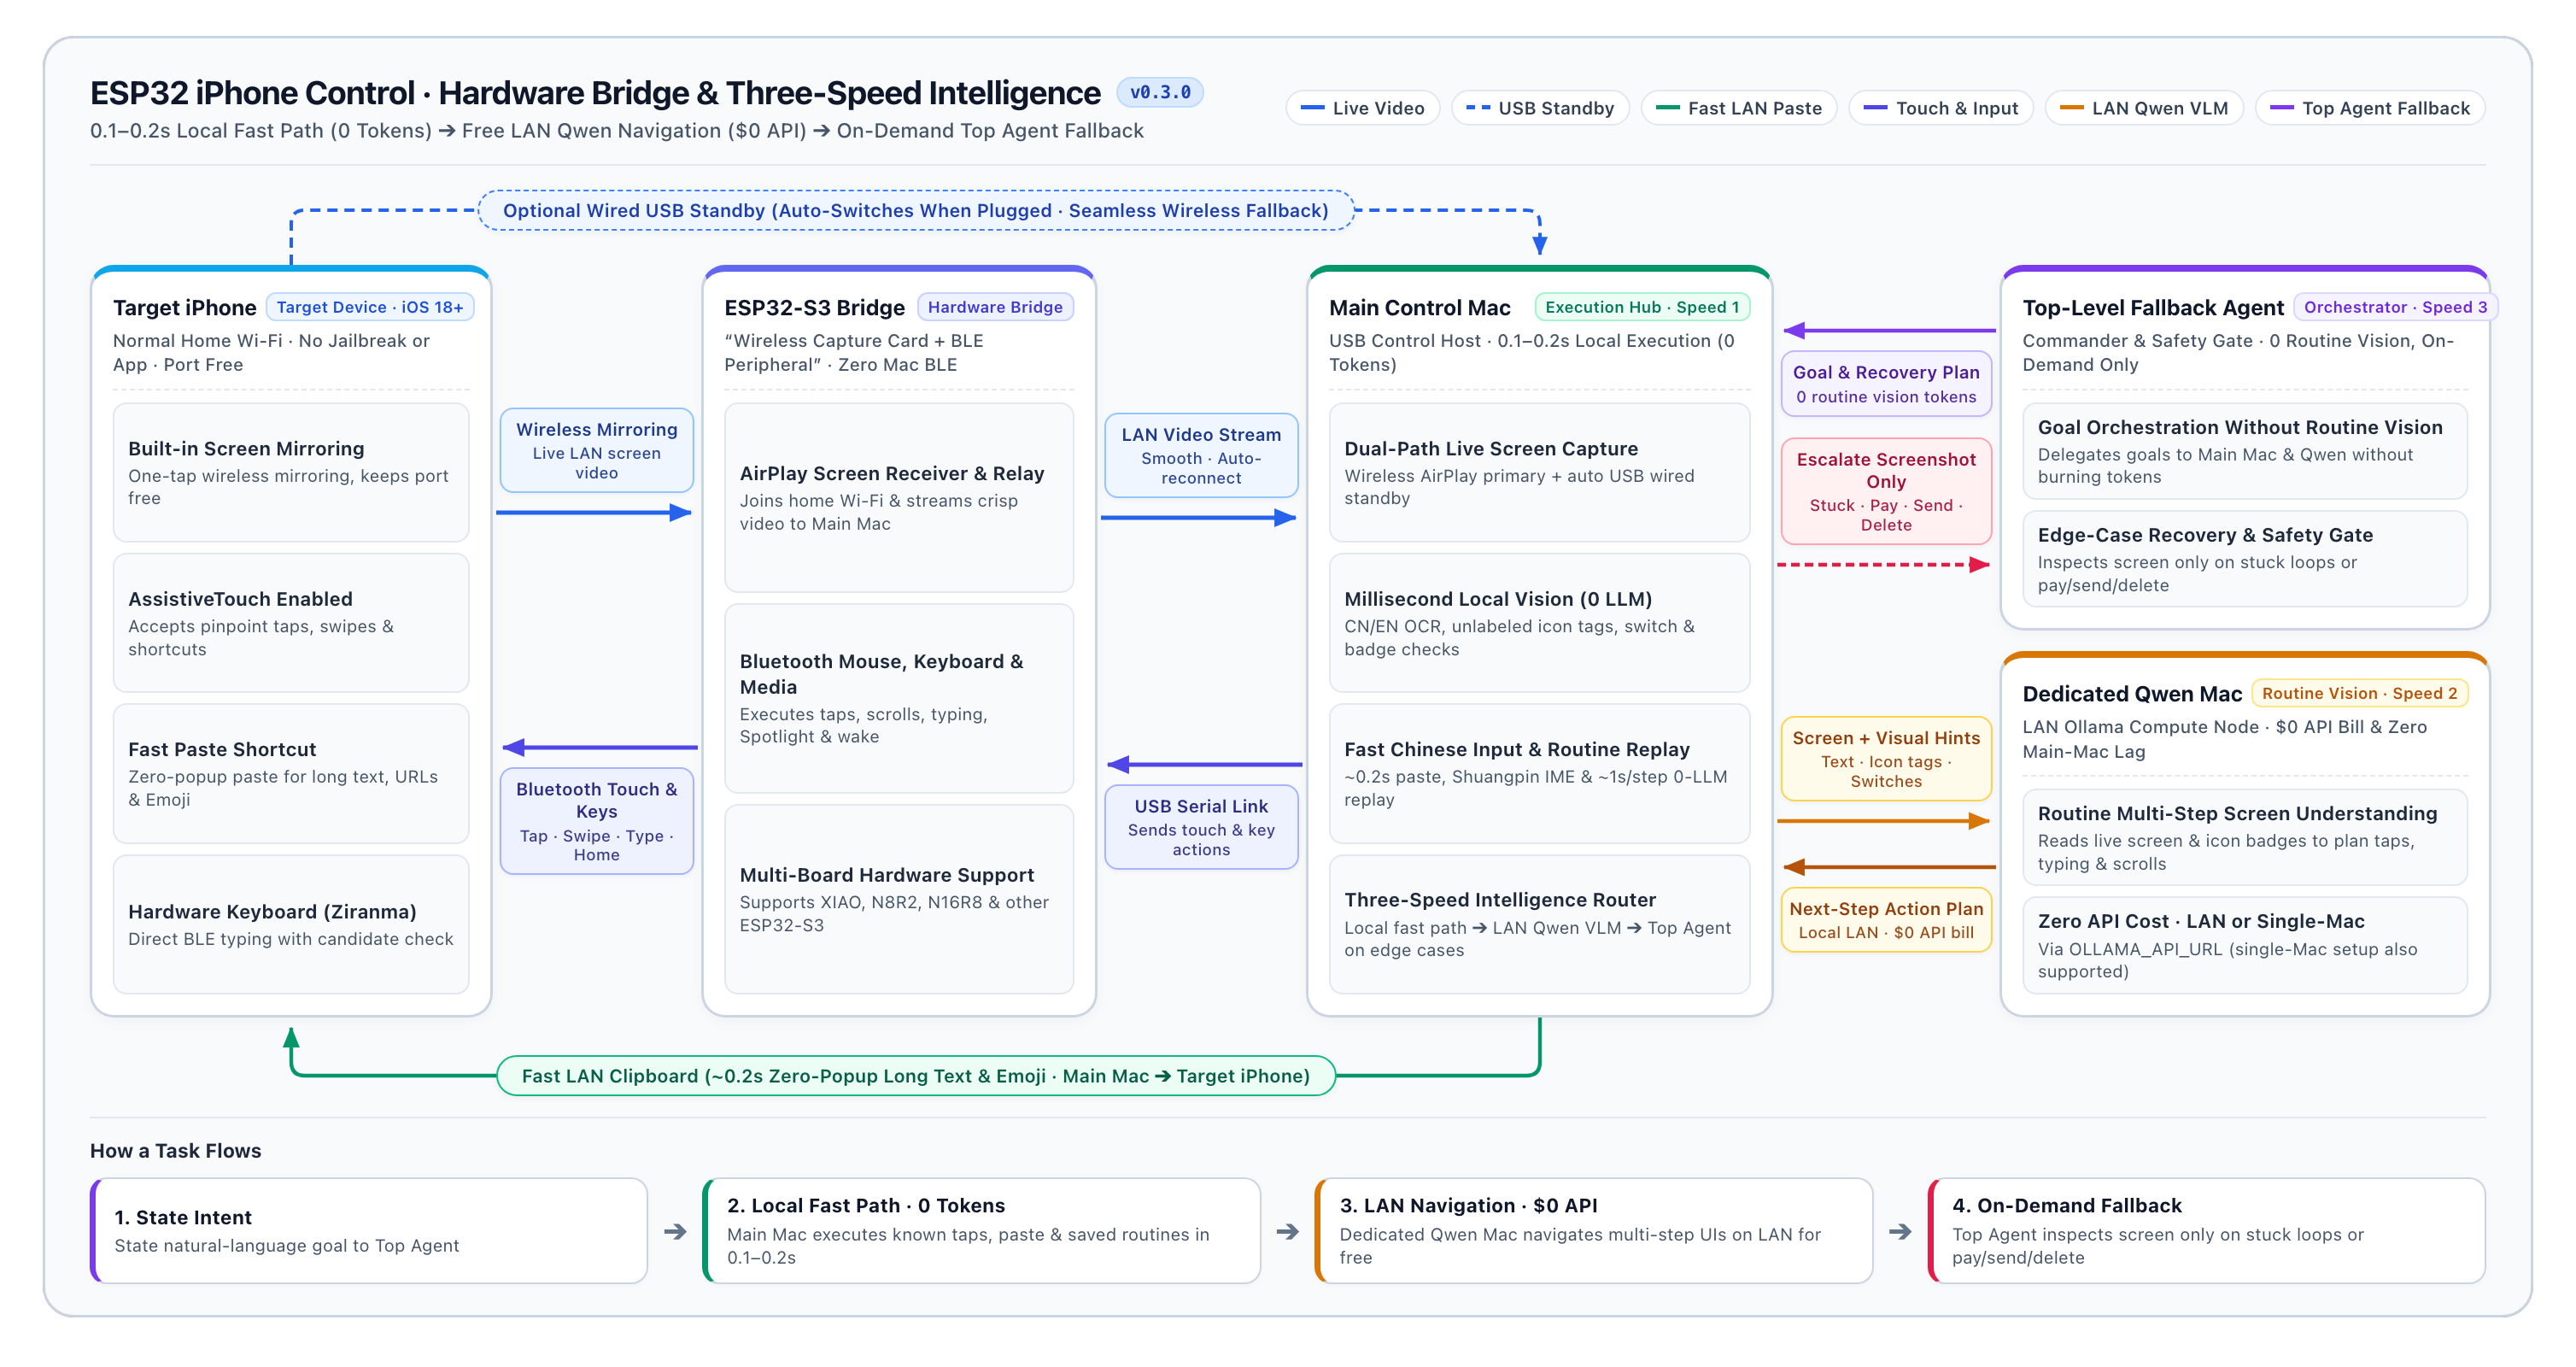 ESP32 iPhone Control · Hardware Bridge & Three-Speed Intelligence
v0.3.0
0.1–0.2s Local Fast Path (0 Tokens) ➔ Free LAN Qwen Navigation ($0 API) ➔ On-Demand Top Agent Fallback
Live Video
USB Standby
Fast LAN Paste
Touch & Input
LAN Qwen VLM
Top Agent Fallback
Optional Wired USB Standby (Auto-Switches When Plugged · Seamless Wireless Fallback)
Target iPhone
Target Device · iOS 18+
Normal Home Wi-Fi · No Jailbreak or
App · Port Free
Built-in Screen Mirroring
One-tap wireless mirroring, keeps port
free
AssistiveTouch Enabled
Accepts pinpoint taps, swipes &
shortcuts
Fast Paste Shortcut
Zero-popup paste for long text, URLs
& Emoji
Hardware Keyboard (Ziranma)
Direct BLE typing with candidate check
Wireless Mirroring
Live LAN screen
video
Bluetooth Touch &
Keys
Tap · Swipe · Type ·
Home
ESP32-S3 Bridge
Hardware Bridge
“Wireless Capture Card + BLE
Peripheral” · Zero Mac BLE
AirPlay Screen Receiver & Relay
Joins home Wi-Fi & streams crisp
video to Main Mac
Bluetooth Mouse, Keyboard &
Media
Executes taps, scrolls, typing,
Spotlight & wake
Multi-Board Hardware Support
Supports XIAO, N8R2, N16R8 & other
ESP32-S3
LAN Video Stream
Smooth · Auto-
reconnect
USB Serial Link
Sends touch & key
actions
Main Control Mac
Execution Hub · Speed 1
USB Control Host · 0.1–0.2s Local Execution (0
Tokens)
Dual-Path Live Screen Capture
Wireless AirPlay primary + auto USB wired
standby
Millisecond Local Vision (0 LLM)
CN/EN OCR, unlabeled icon tags, switch &
badge checks
Fast Chinese Input & Routine Replay
~0.2s paste, Shuangpin IME & ~1s/step 0-LLM
replay
Three-Speed Intelligence Router
Local fast path ➔ LAN Qwen VLM ➔ Top Agent
on edge cases
Goal & Recovery Plan
0 routine vision tokens
Escalate Screenshot
Only
Stuck · Pay · Send ·
Delete
Screen + Visual Hints
Text · Icon tags ·
Switches
Next-Step Action Plan
Local LAN · $0 API bill
Top-Level Fallback Agent
Orchestrator · Speed 3
Commander & Safety Gate · 0 Routine Vision, On-
Demand Only
Goal Orchestration Without Routine Vision
Delegates goals to Main Mac & Qwen without
burning tokens
Edge-Case Recovery & Safety Gate
Inspects screen only on stuck loops or
pay/send/delete
Dedicated Qwen Mac
Routine Vision · Speed 2
LAN Ollama Compute Node · $0 API Bill & Zero
Main-Mac Lag
Routine Multi-Step Screen Understanding
Reads live screen & icon badges to plan taps,
typing & scrolls
Zero API Cost · LAN or Single-Mac
Via OLLAMA_API_URL (single-Mac setup also
supported)
Fast LAN Clipboard (~0.2s Zero-Popup Long Text & Emoji · Main Mac ➔ Target iPhone)
How a Task Flows
1. State Intent
State natural-language goal to Top Agent
➔
2. Local Fast Path · 0 Tokens
Main Mac executes known taps, paste & saved routines in
0.1–0.2s
➔
3. LAN Navigation · $0 API
Dedicated Qwen Mac navigates multi-step UIs on LAN for
free
➔
4. On-Demand Fallback
Top Agent inspects screen only on stuck loops or
pay/send/delete